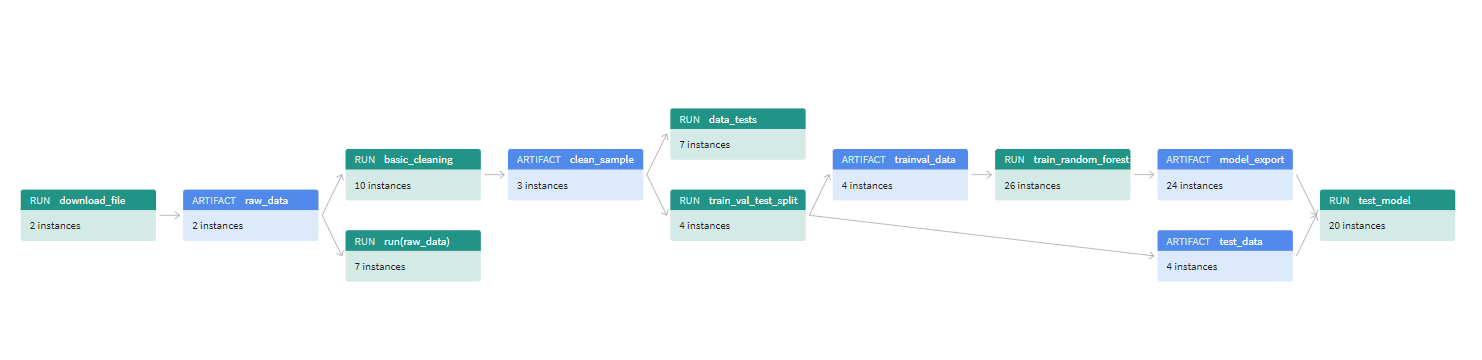 RUN download_file
2 instances
ARTIFACT raw_data
2 instances
RUN basic_cleaning
10 instances
RUN run(raw_data)
7 instances
ARTIFACT clean_sample
3 instances
RUN data_tests
7 instances
RUN train_val_test_split
4 instances
ARTIFACT trainval_data
4 instances
RUN train_random_forest
26 instances
ARTIFACT model_export
24 instances
ARTIFACT test_data
4 instances
RUN test_model
20 instances